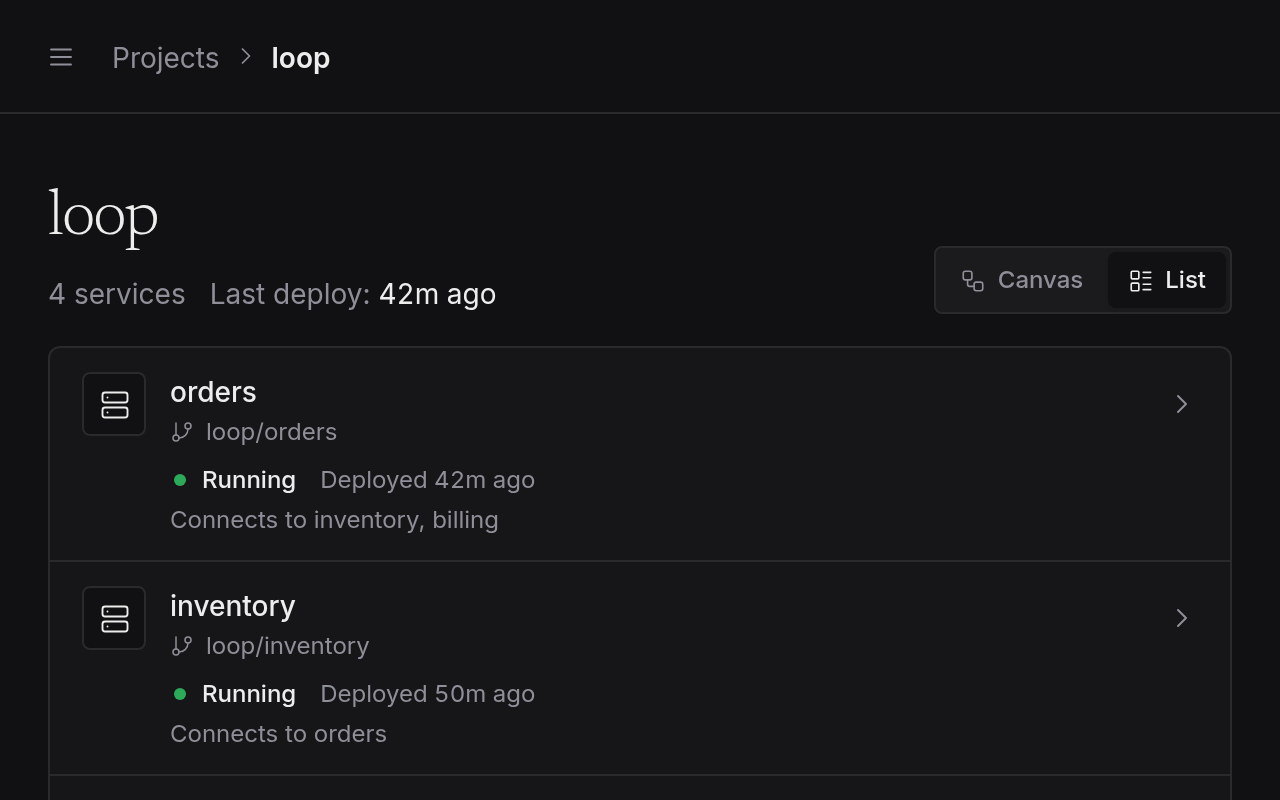 Projects > loop
loop
4 services Last deploy: 42m ago
Canvas List
orders
loop/orders
Running Deployed 42m ago
Connects to inventory, billing
inventory
loop/inventory
Running Deployed 50m ago
Connects to orders